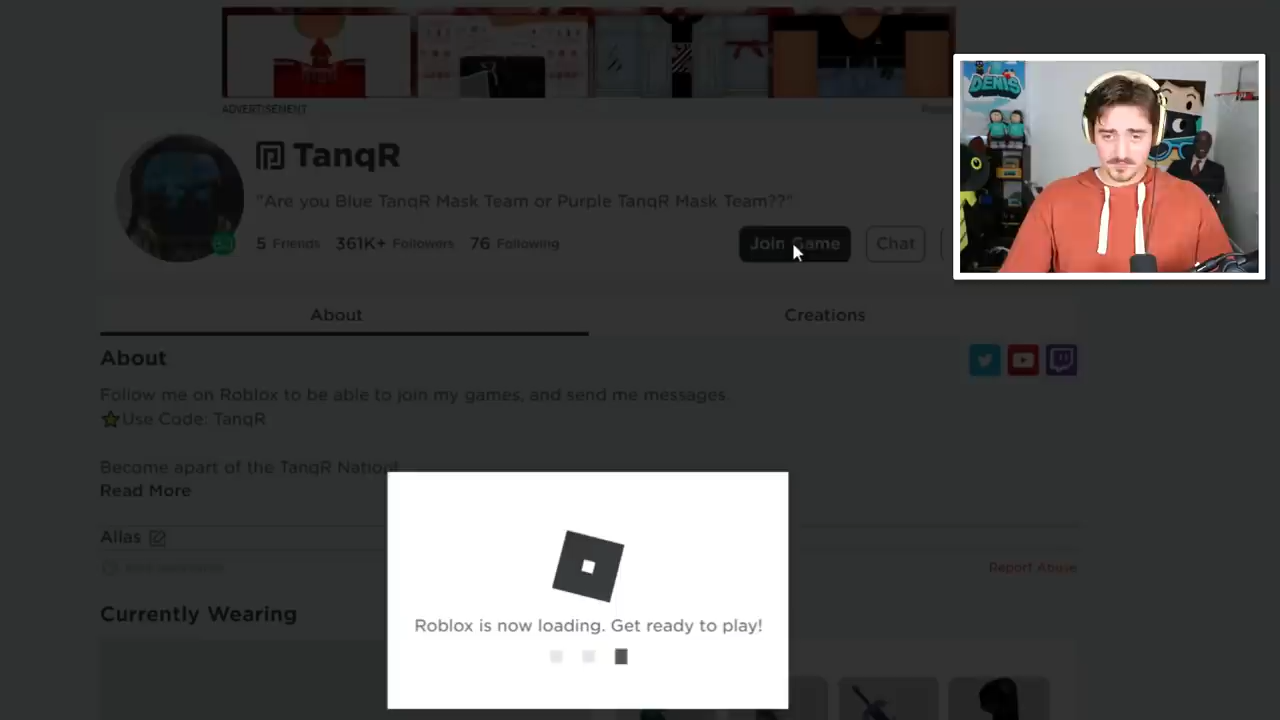 ADVERTISEMENT
DENIS
TanqR
"Are you Blue TanqR Mask Team or Purple TanqR Mask Team??"
5 Friends 361K+ Followers 76 Following
Join Game Chat
About Creations
About
Follow me on Roblox to be able to join my games, and send me messages.
⭐Use Code: TanqR
Become apart of the TanqR Nation!
Read More
Alias
Report Abuse
Currently Wearing
Roblox is now loading. Get ready to play!